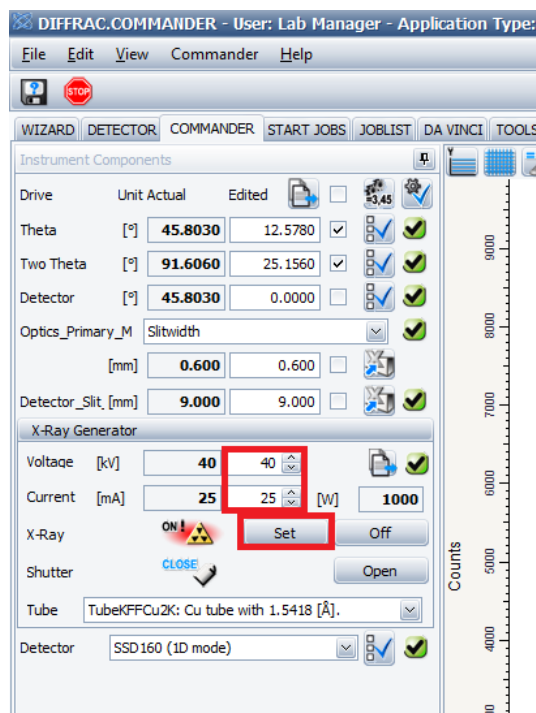 DIFFRAC.COMMANDER - User: Lab Manager - Application Type:
File Edit View Commander Help
STOP
WIZARD DETECTOR COMMANDER START JOBS JOBLIST DA VINCI TOOLS
Instrument Components
Drive Unit Actual Edited =3,45
Theta [°] 45.8030 12.5780
Two Theta [°] 91.6060 25.1560
Detector [°] 45.8030 0.0000
Optics_Primary_M Slitwidth
[mm] 0.600 0.600
Detector_Slit_ [mm] 9.000 9.000
X-Ray Generator
Voltage [kV] 40 40
Current [mA] 25 25 [W] 1000
X-Ray ON! Set Off
Shutter CLOSE Open
Tube TubeKFFCu2K: Cu tube with 1.5418 [Å].
Detector SSD160 (1D mode)
Y
9000
8000
7000
6000
5000
4000
Counts